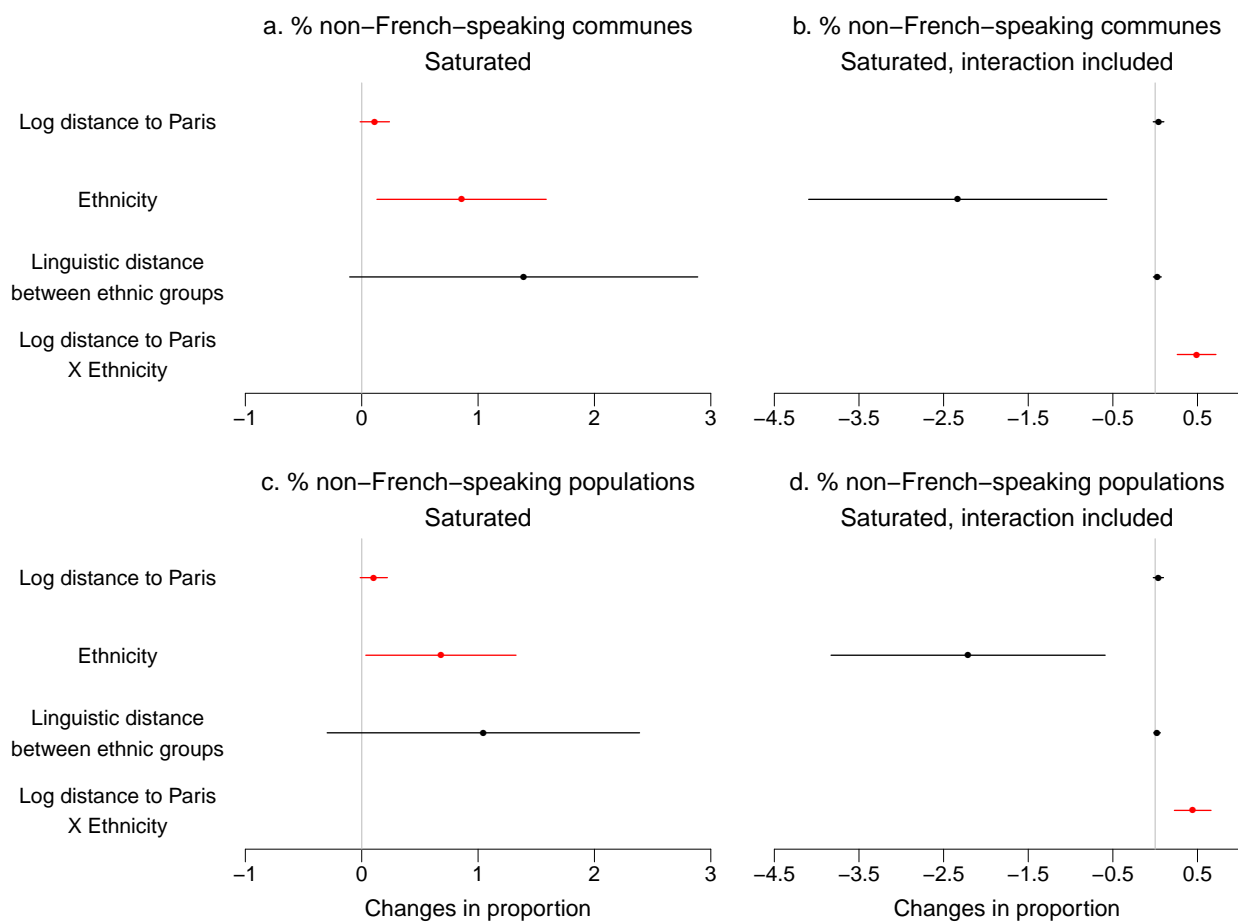 a. % non−French−speaking communes
Saturated
b. % non−French−speaking communes
Saturated, interaction included
Log distance to Paris
Ethnicity
Linguistic distance
between ethnic groups
Log distance to Paris
X Ethnicity
−1 0 1 2 3
−4.5 −3.5 −2.5 −1.5 −0.5 0.5
c. % non−French−speaking populations
Saturated
d. % non−French−speaking populations
Saturated, interaction included
Log distance to Paris
Ethnicity
Linguistic distance
between ethnic groups
Log distance to Paris
X Ethnicity
−1 0 1 2 3
−4.5 −3.5 −2.5 −1.5 −0.5 0.5
Changes in proportion
Changes in proportion